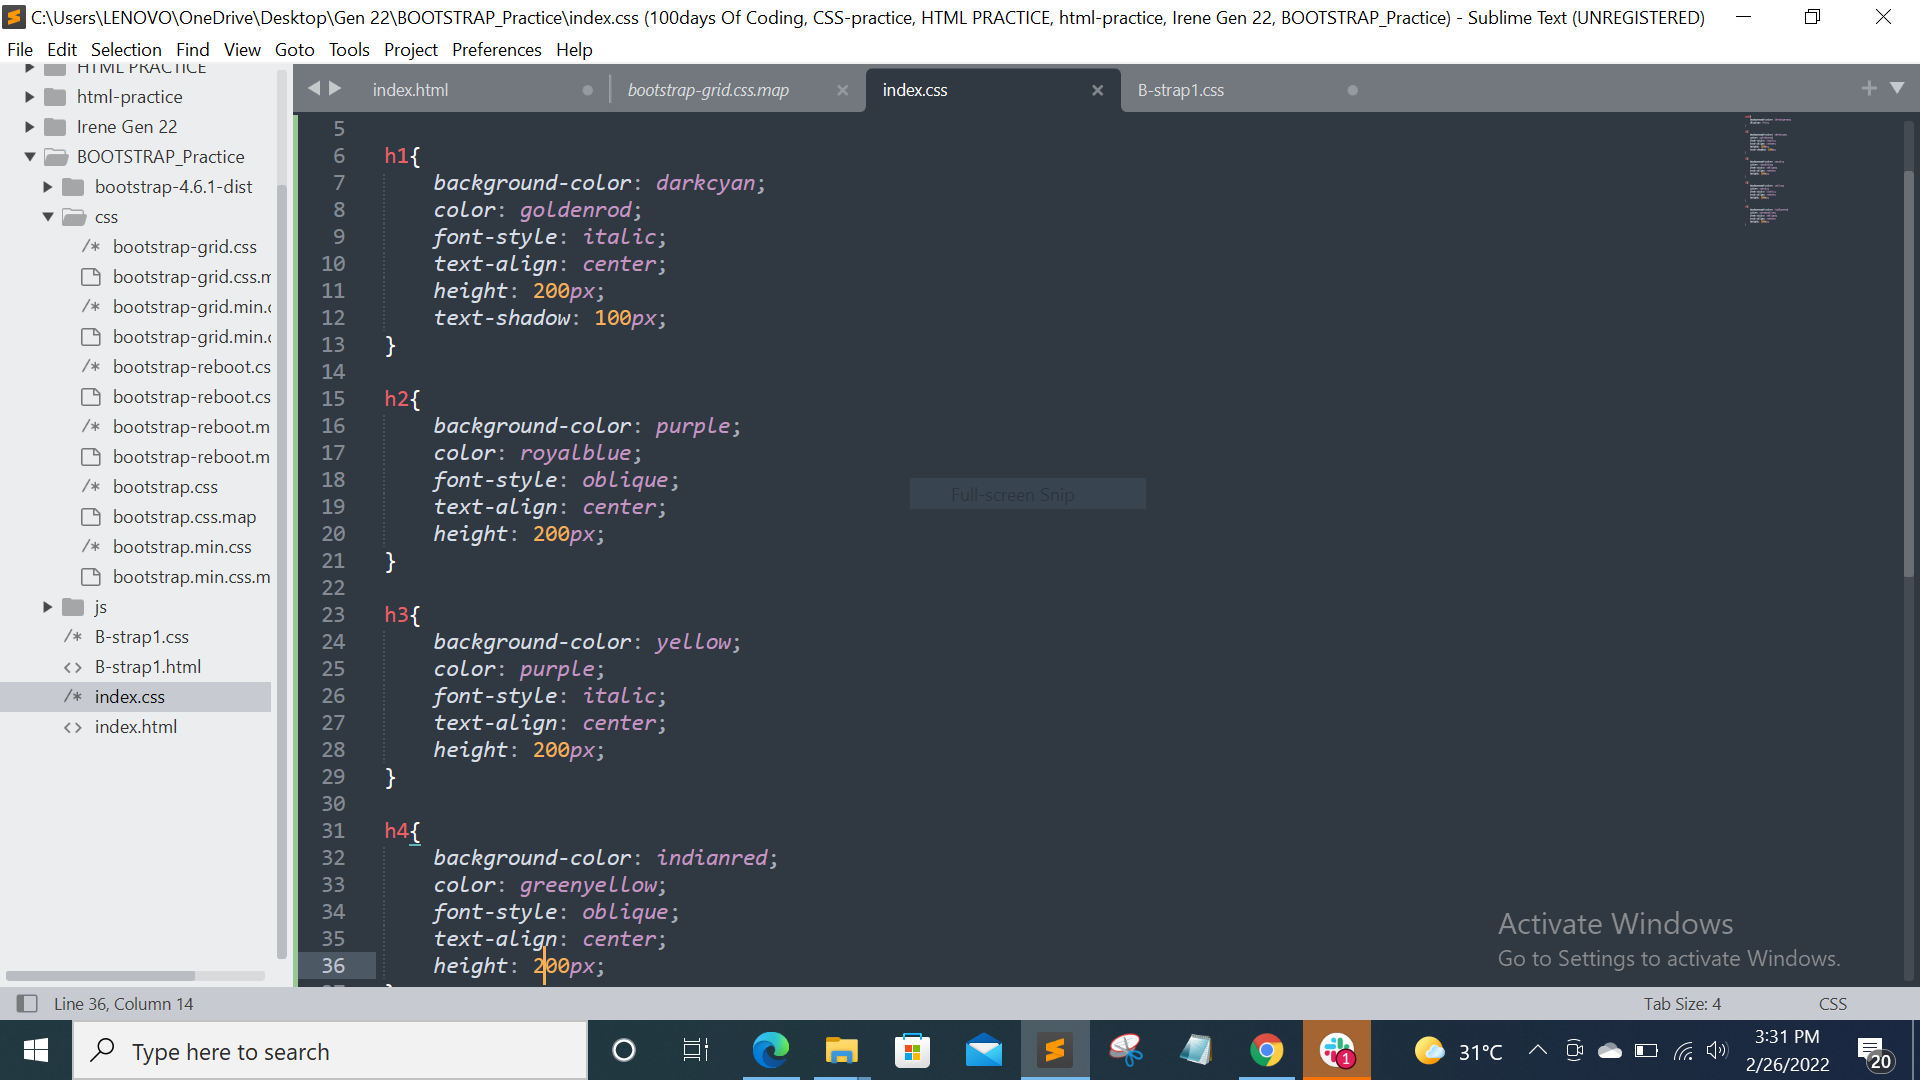 C:\Users\LENOVO\OneDrive\Desktop\Gen 22\BOOTSTRAP_Practice\index.css (100days Of Coding, CSS-practice, HTML PRACTICE, html-practice, Irene Gen 22, BOOTSTRAP_Practice) - Sublime Text (UNREGISTERED)
File Edit Selection Find View Goto Tools Project Preferences Help
HTML PRACTICE
html-practice
Irene Gen 22
BOOTSTRAP_Practice
bootstrap-4.6.1-dist
css
/* bootstrap-grid.css
bootstrap-grid.css.m
/* bootstrap-grid.min.c
bootstrap-grid.min.c
/* bootstrap-reboot.cs
bootstrap-reboot.cs
/* bootstrap-reboot.m
bootstrap-reboot.m
/* bootstrap.css
bootstrap.css.map
/* bootstrap.min.css
bootstrap.min.css.m
js
/* B-strap1.css
<> B-strap1.html
/* index.css
<> index.html
index.html bootstrap-grid.css.map index.css B-strap1.css
5
6 h1{
7 background-color: darkcyan;
8 color: goldenrod;
9 font-style: italic;
10 text-align: center;
11 height: 200px;
12 text-shadow: 100px;
13 }
14
15 h2{
16 background-color: purple;
17 color: royalblue;
18 font-style: oblique;
19 text-align: center;
20 height: 200px;
21 }
22
23 h3{
24 background-color: yellow;
25 color: purple;
26 font-style: italic;
27 text-align: center;
28 height: 200px;
29 }
30
31 h4{
32 background-color: indianred;
33 color: greenyellow;
34 font-style: oblique;
35 text-align: center;
36 height: 200px;
Full-screen Snip
Activate Windows
Go to Settings to activate Windows.
Line 36, Column 14
Tab Size: 4
CSS
Type here to search
1
31°C
3:31 PM
2/26/2022
20